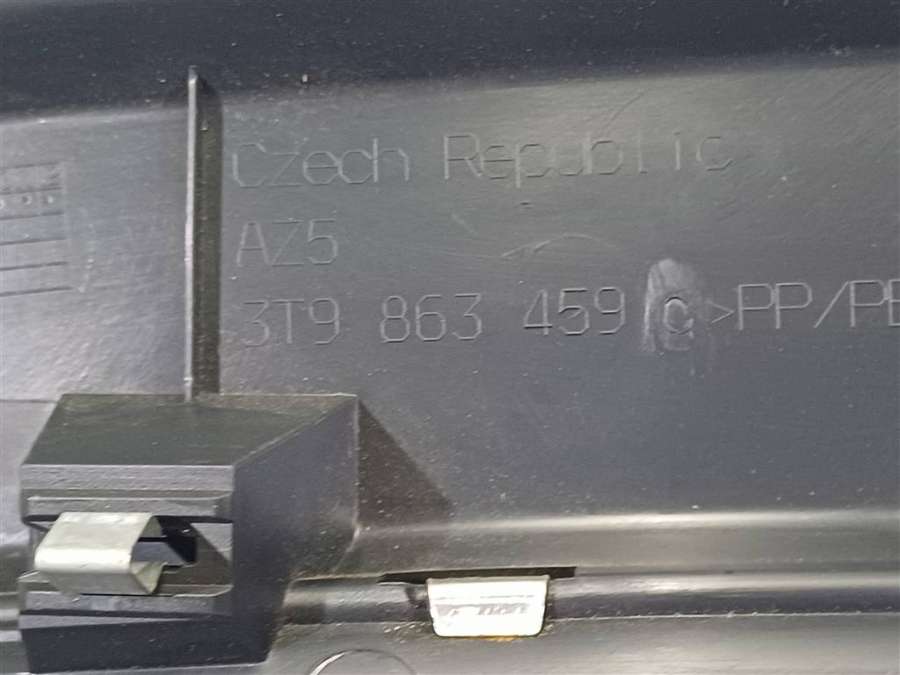 Czech Republic
AZ5
3T9 863 459 C >PP/PE